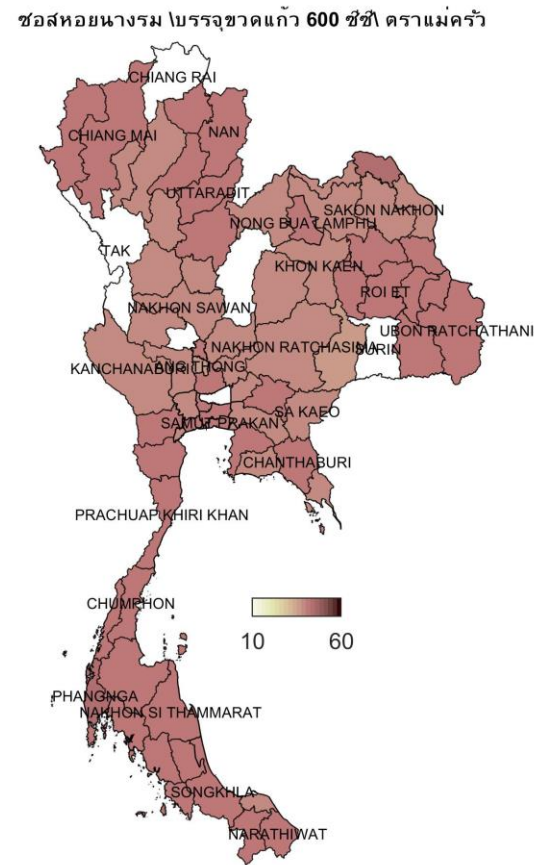 ซอสหอยนางรม \บรรจุขวดแก้ว 600 ซีซี\ ตราแม่ครัว
CHIANG RAI
CHIANG MAI
NAN
UTTARADIT
SAKON NAKHON
NONG BUA LAMPHU
TAK
KHON KAEN
ROI ET
NAKHON SAWAN
UBON RATCHATHANI
NAKHON RATCHASIMA
SURIN
KANCHANABURI
ANG THONG
SA KAEO
SAMUT PRAKAN
CHANTHABURI
PRACHUAP KHIRI KHAN
CHUMPHON
10 60
PHANGNGA
NAKHON SI THAMMARAT
SONGKHLA
NARATHIWAT